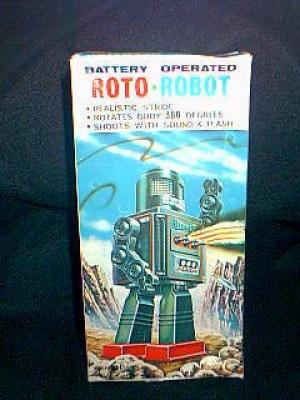 BATTERY OPERATED
ROTO-ROBOT
• REALISTIC STRIDE
• ROTATES BODY 360 DEGREES
• SHOOTS WITH SOUND & FLASH